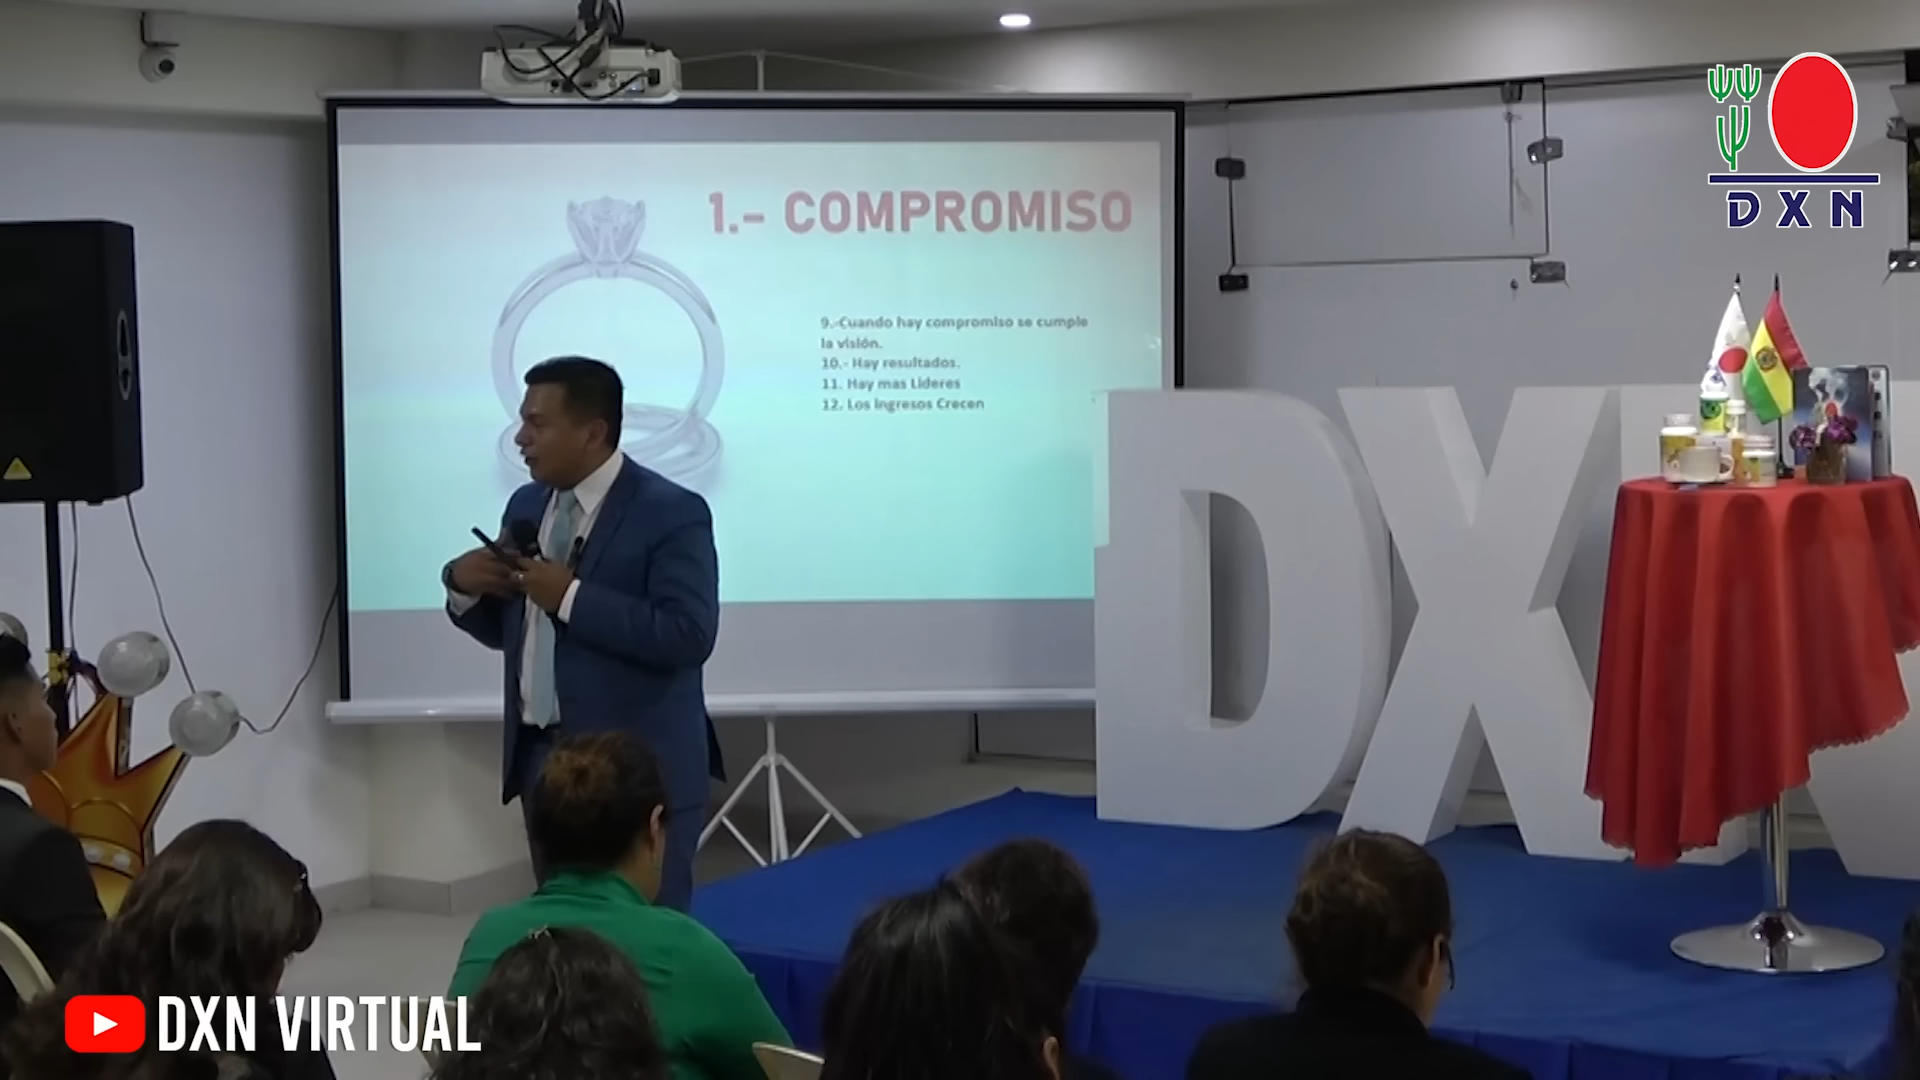 1.- COMPROMISO
9.-Cuando hay compromiso se cumple
la visión.
10.- Hay resultados.
11. Hay mas Lideres
12. Los Ingresos Crecen
DXN
DX
DXN VIRTUAL